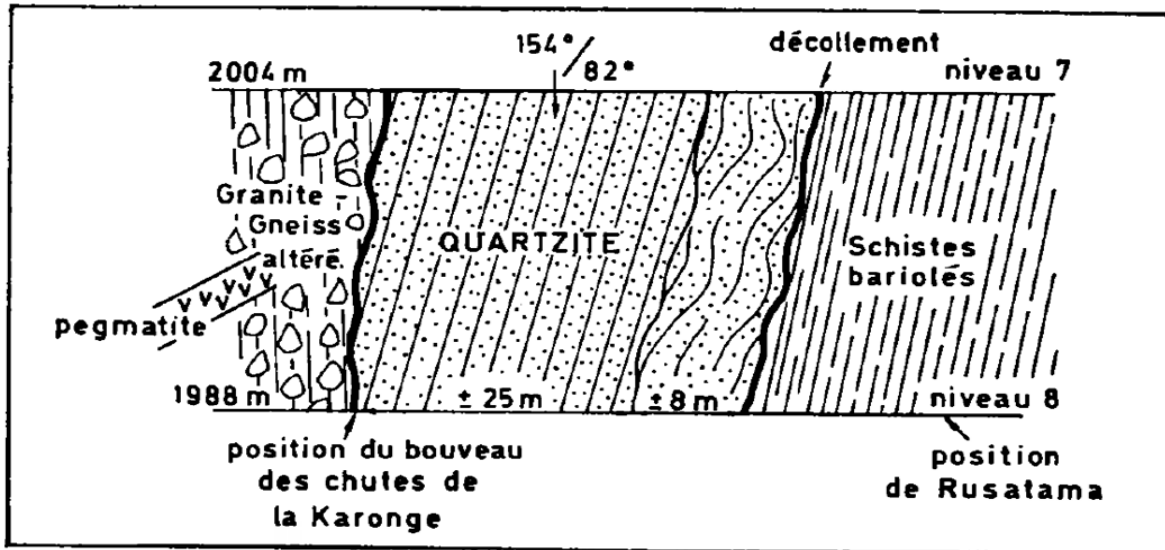 154°/82°
décollement
2004 m
niveau 7
Granite -
Gneiss
altéré
QUARTZITE
Schistes
bariolés
pegmatite
1988 m
± 25 m
± 8 m
niveau 8
position du bouveau
des chutes de
la Karonge
position
de Rusatama